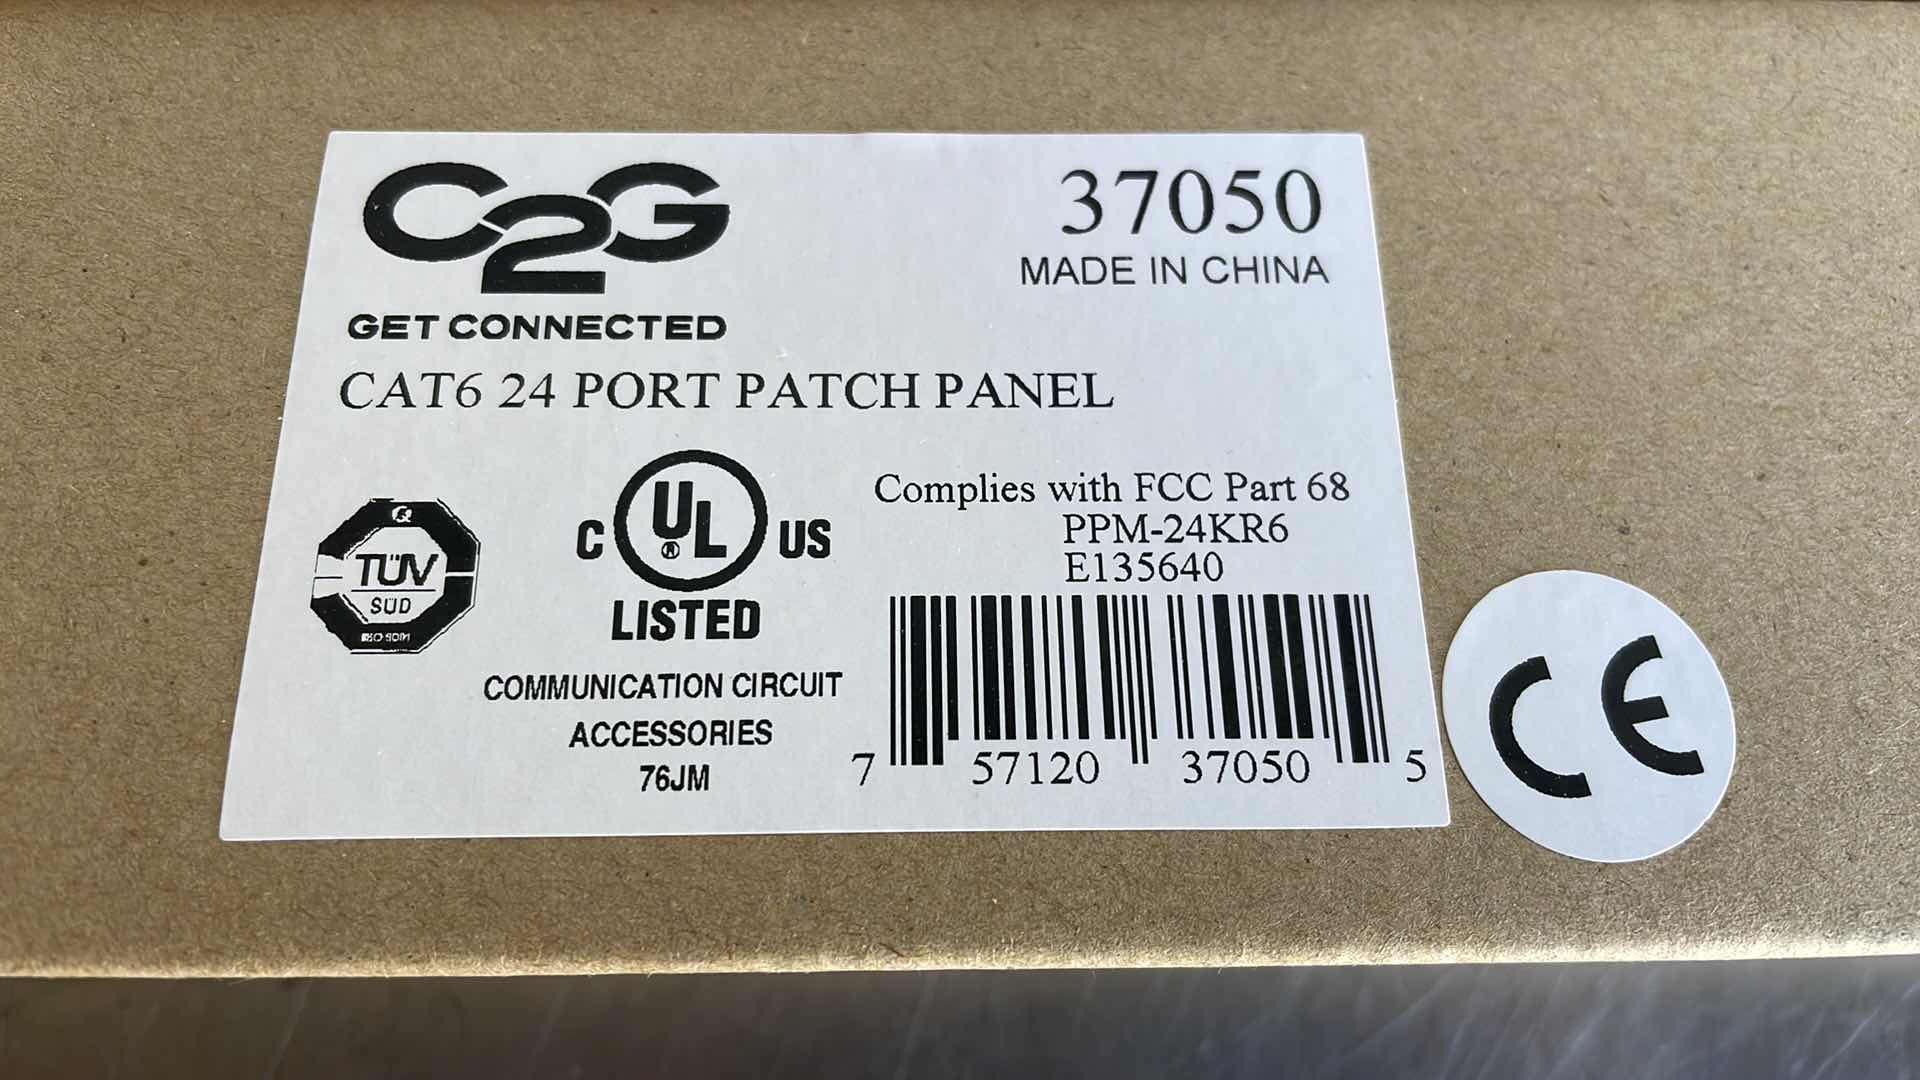 C2G
37050
MADE IN CHINA
GET CONNECTED
CAT6 24 PORT PATCH PANEL
Q
TÜV
SÜD
C UL ® US
LISTED
COMMUNICATION CIRCUIT
ACCESSORIES
76JM
Complies with FCC Part 68
PPM-24KR6
E135640
7 57120 37050 5
CE